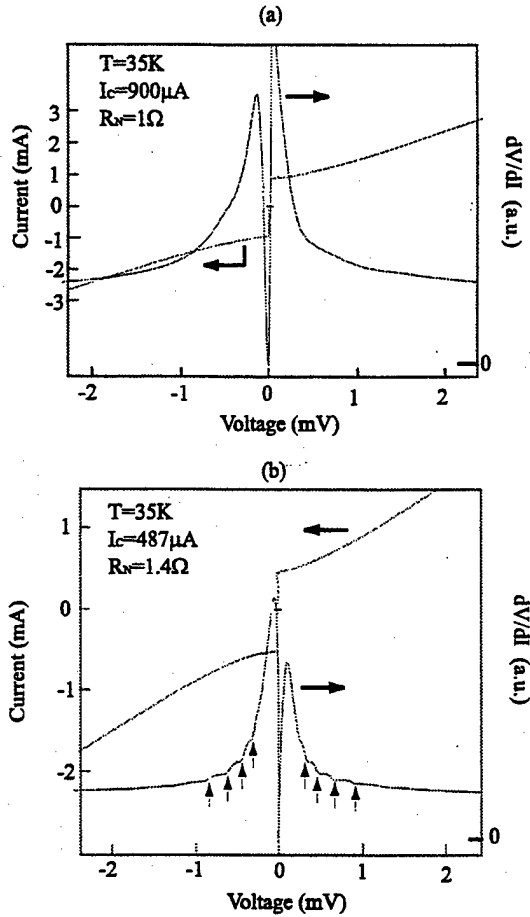 (a)
T=35K
Ic=900μA
RN=1Ω
3
2
1
0
-1
-2
-3
Current (mA)
dV/dI (a.u.)
0
-2
-1
0
1
2
Voltage (mV)
(b)
T=35K
Ic=487μA
RN=1.4Ω
1
0
-1
-2
Current (mA)
dV/dI (a.u.)
0
-2
-1
0
1
2
Voltage (mV)